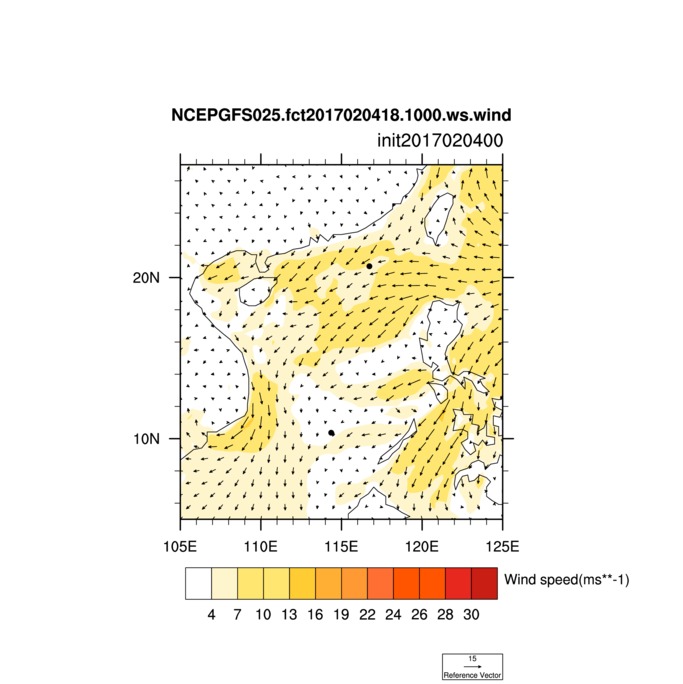 NCEPGFS025.fct2017020418.1000.ws.wind
init2017020400
20N
10N
105E 110E 115E 120E 125E
Wind speed(ms**-1)
4 7 10 13 16 19 22 24 26 28 30
15
Reference Vector